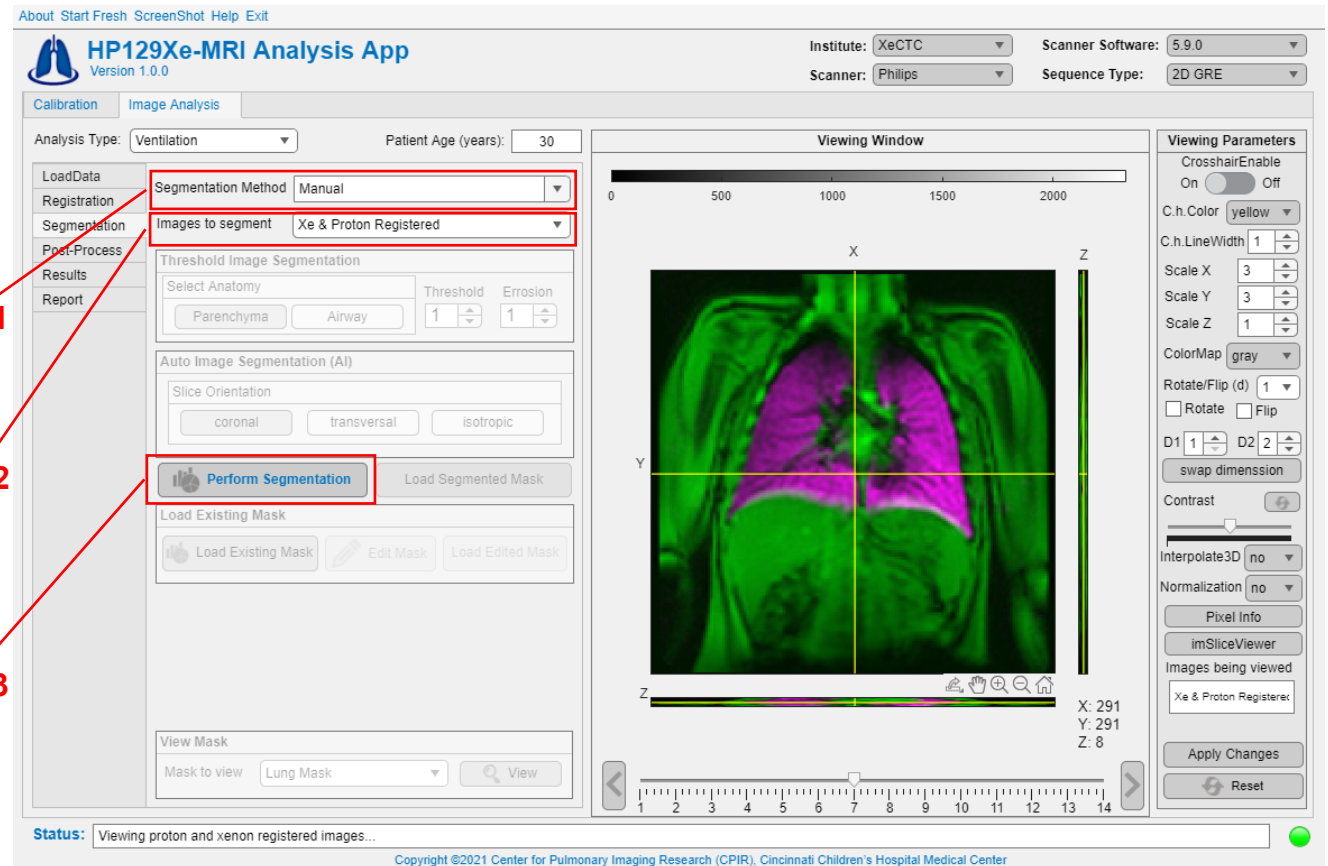 About Start Fresh ScreenShot Help Exit
HP129Xe-MRI Analysis App
Version 1.0.0
Institute: XeCTC
Scanner Software: 5.9.0
Scanner: Philips
Sequence Type: 2D GRE
Calibration Image Analysis
Analysis Type: Ventilation
Patient Age (years): 30
LoadData
Registration
Segmentation
Post-Process
Results
Report
1
2
3
Segmentation Method Manual
Images to segment Xe & Proton Registered
Threshold Image Segmentation
Select Anatomy
Threshold Errosion
Parenchyma Airway 1 1
Auto Image Segmentation (AI)
Slice Orientation
coronal transversal isotropic
Perform Segmentation Load Segmented Mask
Load Existing Mask
Load Existing Mask Edit Mask Load Edited Mask
View Mask
Mask to view Lung Mask View
Viewing Window
0 500 1000 1500 2000
X
Z
Y
Z
X: 291
Y: 291
Z: 8
1 2 3 4 5 6 7 8 9 10 11 12 13 14
Viewing Parameters
CrosshairEnable
On Off
C.h.Color yellow
C.h.LineWidth 1
Scale X 3
Scale Y 3
Scale Z 1
ColorMap gray
Rotate/Flip (d) 1
Rotate Flip
D1 1 D2 2
swap dimenssion
Contrast
Interpolate3D no
Normalization no
Pixel Info
imSliceViewer
Images being viewed
Xe & Proton Registerec
Apply Changes
Reset
Status: Viewing proton and xenon registered images...
Copyright ©2021 Center for Pulmonary Imaging Research (CPIR), Cincinnati Children's Hospital Medical Center